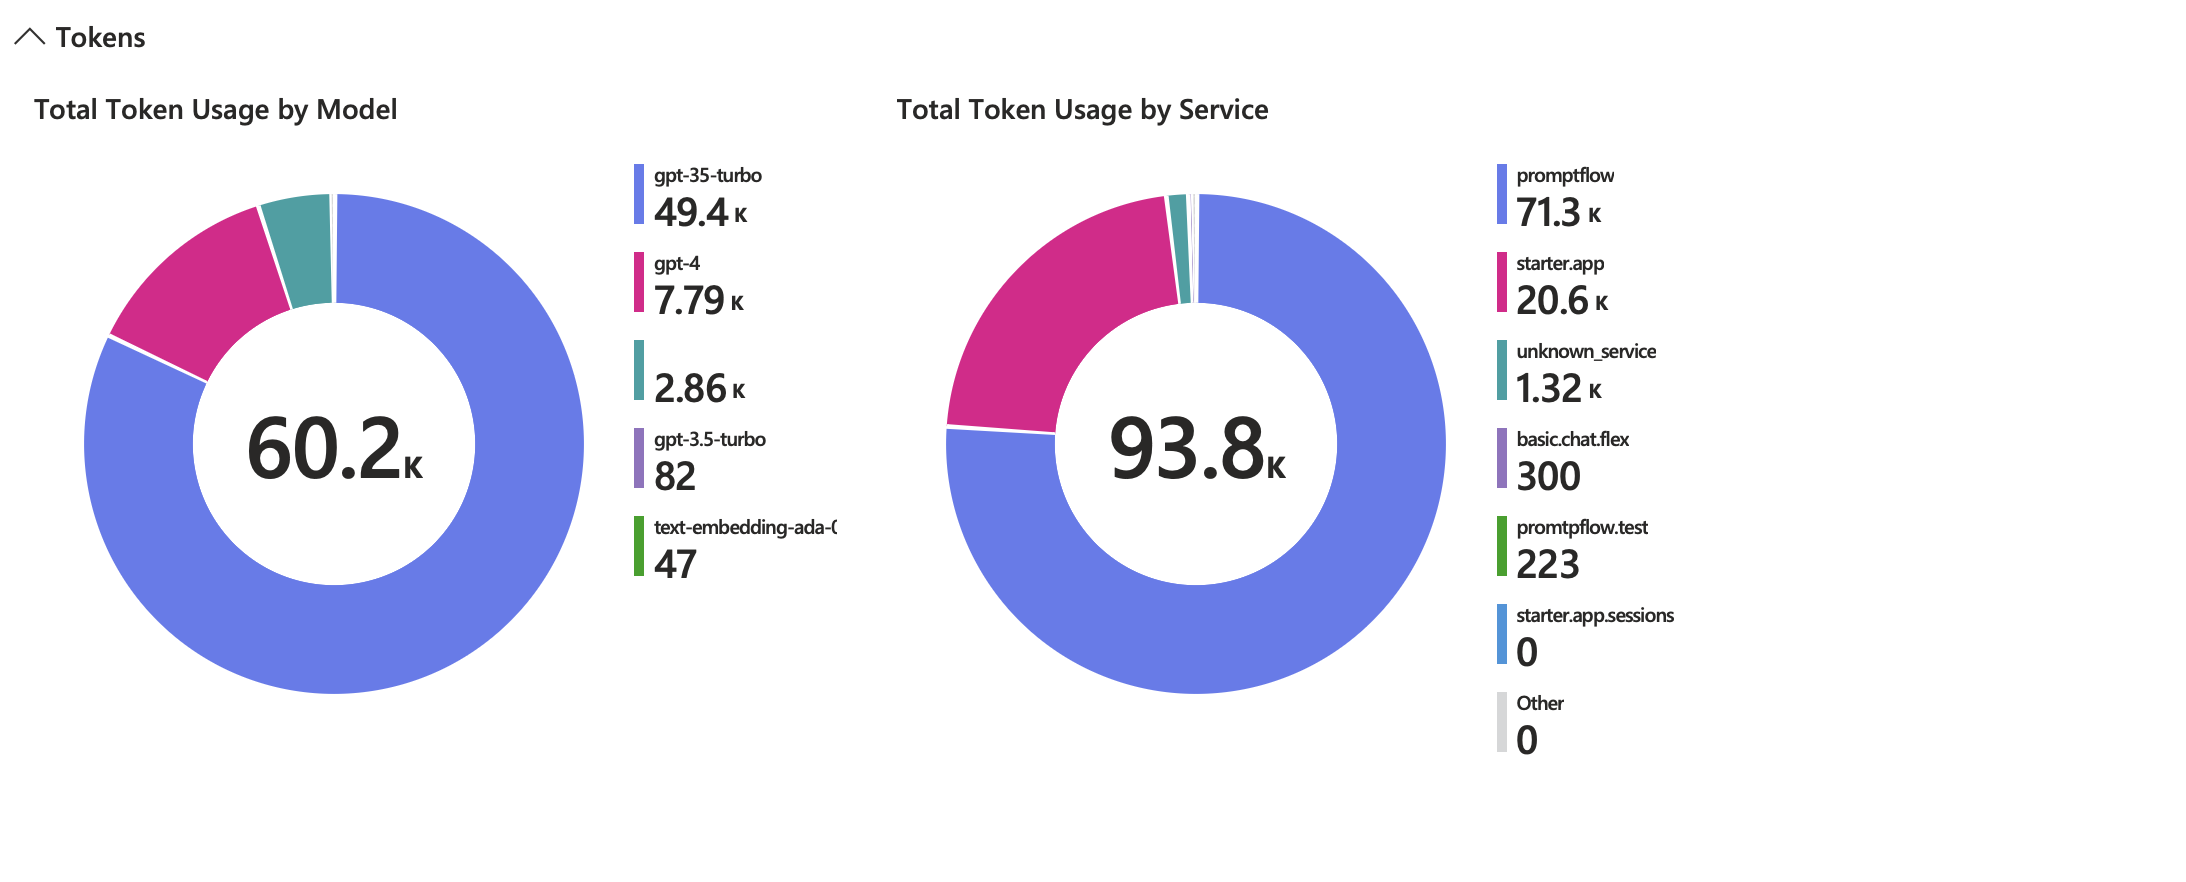 Tokens
Total Token Usage by Model
gpt-35-turbo
49.4 K
gpt-4
7.79 K
2.86 K
gpt-3.5-turbo
82
text-embedding-ada-0
47
60.2K
Total Token Usage by Service
promptflow
71.3 K
starter.app
20.6 K
unknown_service
1.32 K
basic.chat.flex
300
promtpflow.test
223
starter.app.sessions
0
Other
0
93.8K